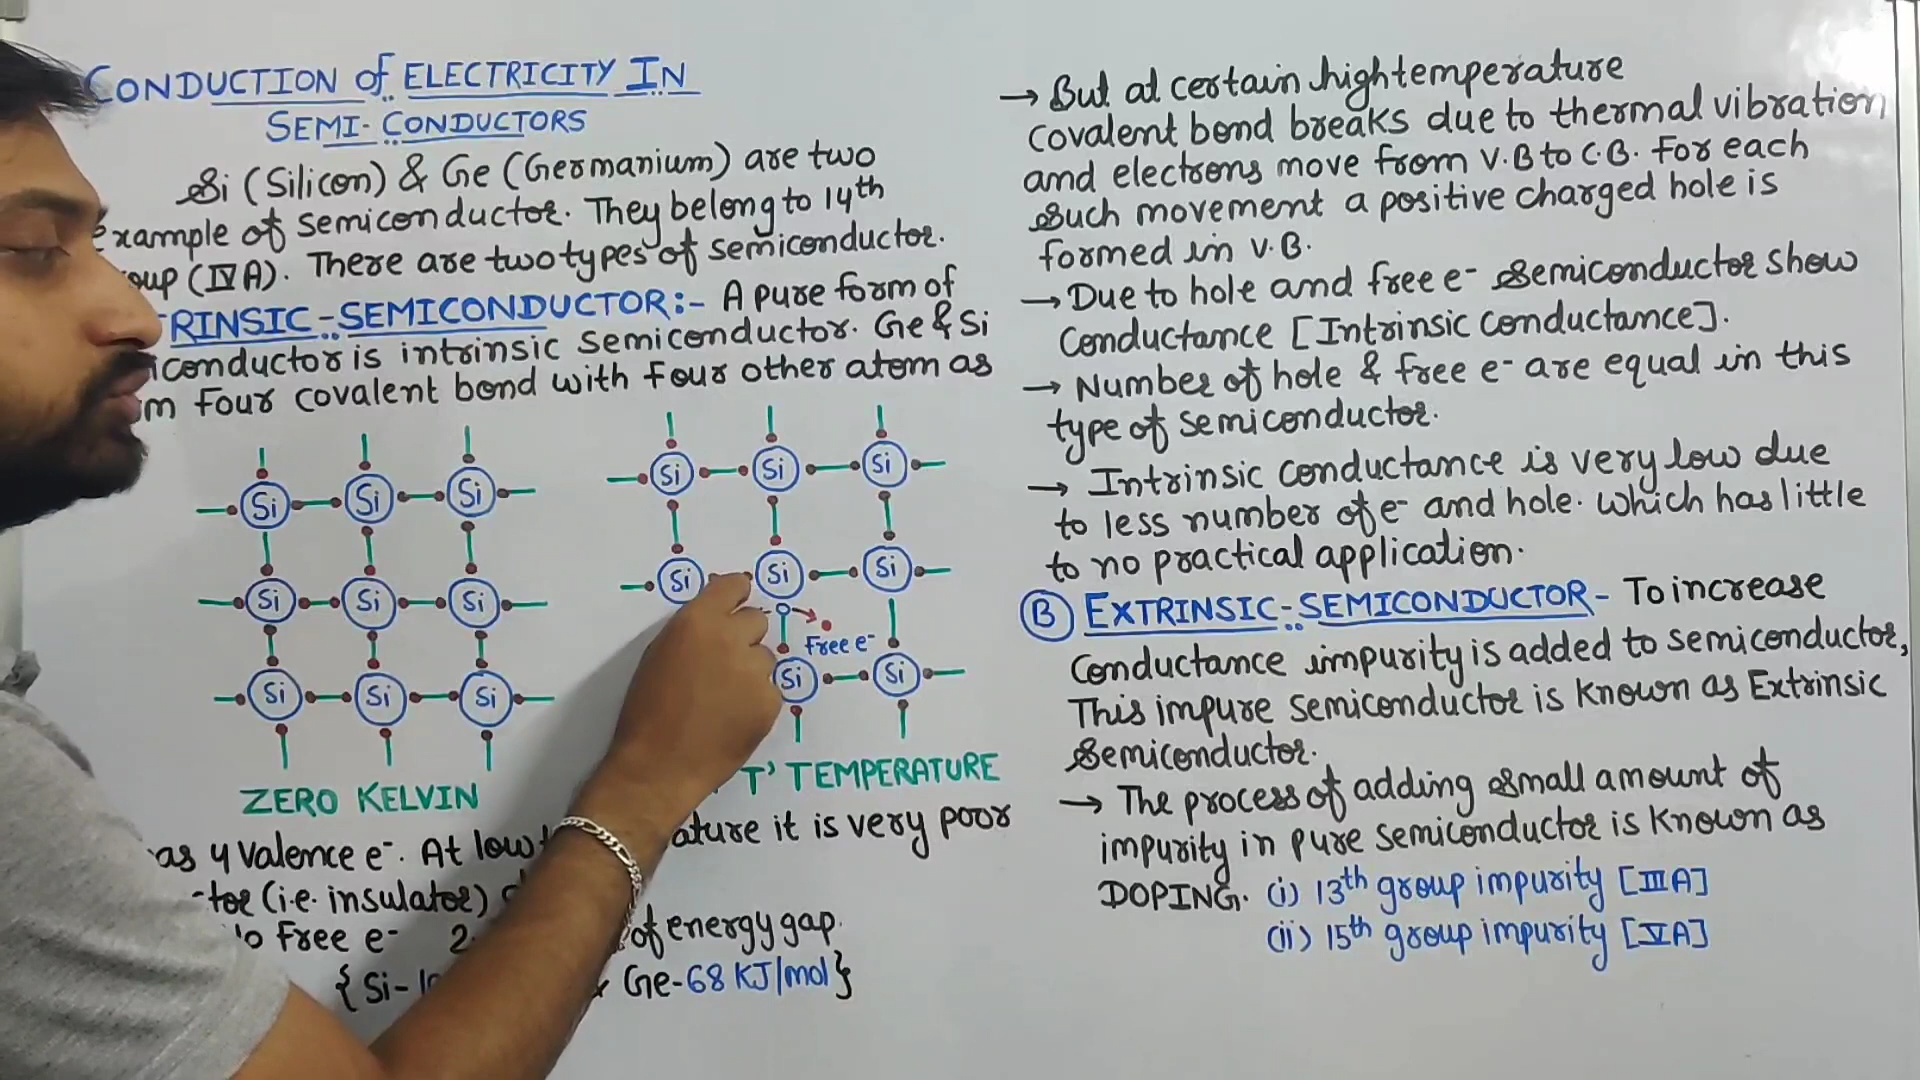 CONDUCTION of ELECTRICITY IN
SEMI-CONDUCTORS
Si (Silicon) & Ge (Germanium) are two
example of semiconductor. They belong to 14th
(IV A). There are two types of semiconductor.
RINSIC-SEMICONDUCTOR:- A pure form of
iconductor is intrinsic semiconductor. Ge & Si
Four covalent bond with Four other atom as
Si Si Si
Si Si Si
Si Si Si
ZERO KELVIN
Si Si Si
Si Si Si
Free e-
Si Si
T' TEMPERATURE
as 4 Valence e-. At low ature it is very poor
tor (i.e. insulator)
Free e- 2. of energy gap.
{Si- Ge-68 KJ/mol}
→ But at certain high temperature
covalent bond breaks due to thermal vibration
and electrons move from V.B to C.B. For each
such movement a positive charged hole is
formed in V.B.
→ Due to hole and free e- semiconductor show
Conductance [Intrinsic conductance].
→ Number of hole & free e- are equal in this
type of semiconductor.
→ Intrinsic conductance is very low due
to less number of e- and hole. which has little
to no practical application.
B EXTRINSIC-SEMICONDUCTOR- To increase
Conductance impurity is added to semiconductor,
This impure semiconductor is known as Extrinsic
Semiconductor.
→ The process of adding small amount of
impurity in pure semiconductor is known as
DOPING. (i) 13th group impurity [III A]
(ii) 15th group impurity [V A]